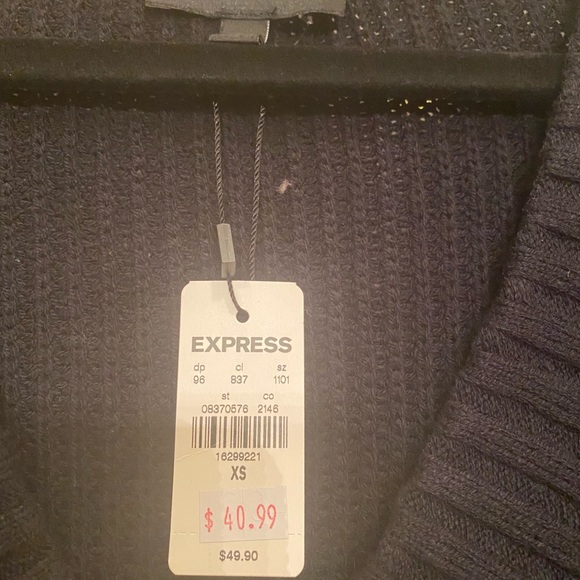 EXPRESS
dp cl sz
96 837 1101
st co
08370576 2146
16299221
XS
$ 40.99
$49.90